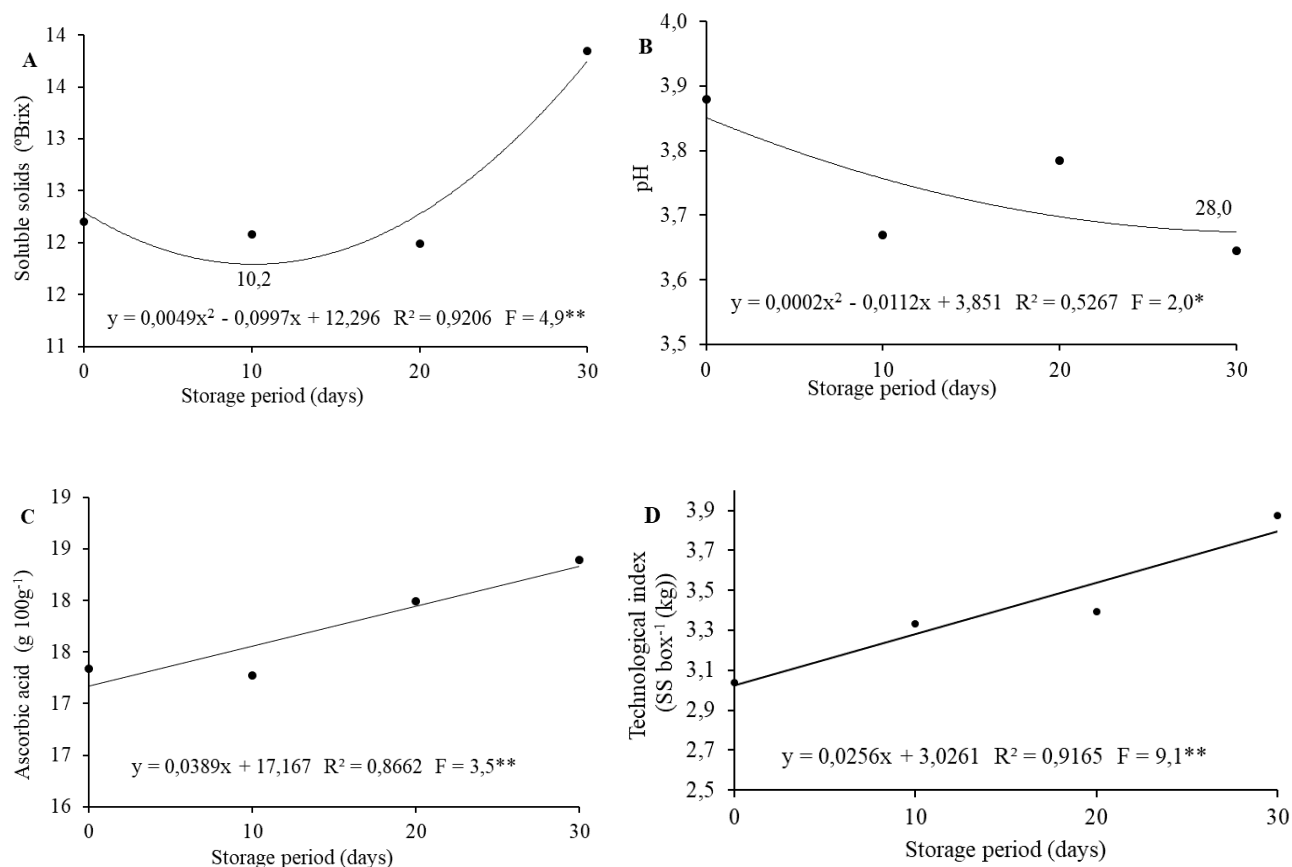 A
Soluble solids (ºBrix)
14
14
13
13
12
12
11
10,2
y = 0,0049x² - 0,0997x + 12,296 R² = 0,9206 F = 4,9**
0 10 20 30
Storage period (days)
B
pH
4,0
3,9
3,8
3,7
3,6
3,5
28,0
y = 0,0002x² - 0,0112x + 3,851 R² = 0,5267 F = 2,0*
0 10 20 30
Storage period (days)
C
Ascorbic acid (g 100g⁻¹)
19
19
18
18
17
17
16
y = 0,0389x + 17,167 R² = 0,8662 F = 3,5**
0 10 20 30
Storage period (days)
D
Technological index
(SS box⁻¹ (kg))
3,9
3,7
3,5
3,3
3,1
2,9
2,7
2,5
y = 0,0256x + 3,0261 R² = 0,9165 F = 9,1**
0 10 20 30
Storage period (days)